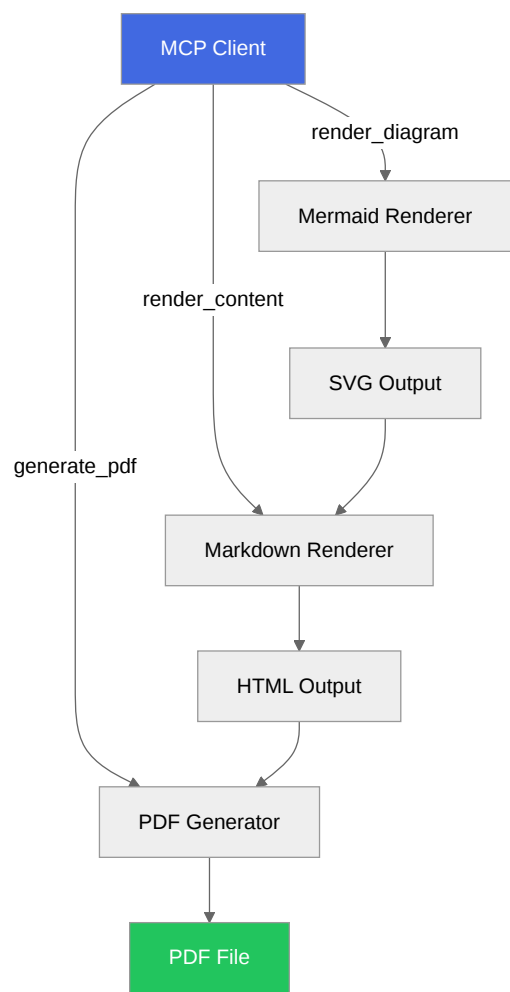 MCP Client
render_diagram
Mermaid Renderer
render_content
SVG Output
generate_pdf
Markdown Renderer
HTML Output
PDF Generator
PDF File